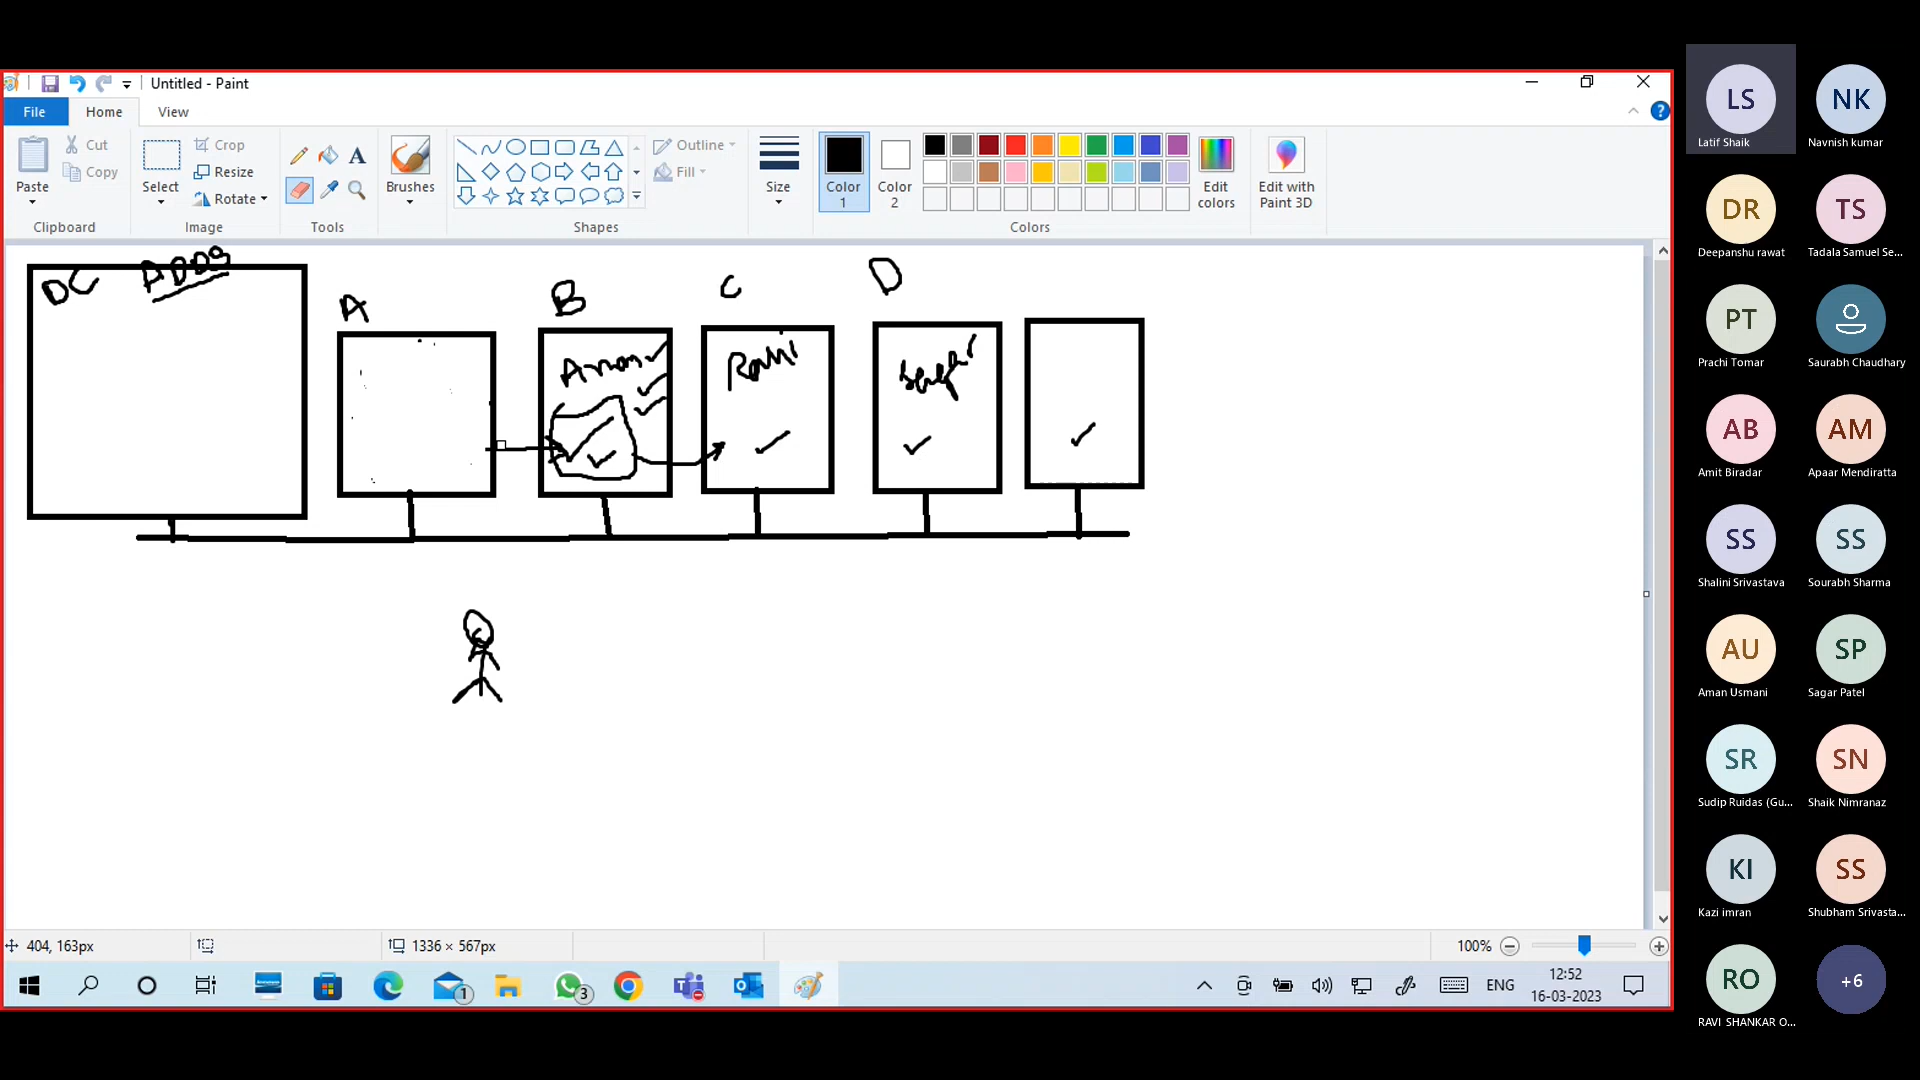 Untitled - Paint
File
Home
View
Paste
Cut
Copy
Clipboard
Select
Crop
Resize
Rotate
Image
A
Tools
Brushes
Shapes
Outline
Fill
Size
Color
1
Color
2
Edit
colors
Edit with
Paint 3D
Colors
?
DC ADDS
A
B
C
D
Aman
Rahi
404, 163px
1336 × 567px
100%
1
3
ENG
12:52
16-03-2023
LS
Latif Shaik
NK
Navnish kumar
DR
Deepanshu rawat
TS
Tadala Samuel Se...
PT
Prachi Tomar
Saurabh Chaudhary
AB
Amit Biradar
AM
Apaar Mendiratta
SS
Shalini Srivastava
SS
Sourabh Sharma
AU
Aman Usmani
SP
Sagar Patel
SR
Sudip Ruidas (Gu...
SN
Shaik Nimranaz
KI
Kazi imran
SS
Shubham Srivasta...
RO
RAVI SHANKAR O...
+6